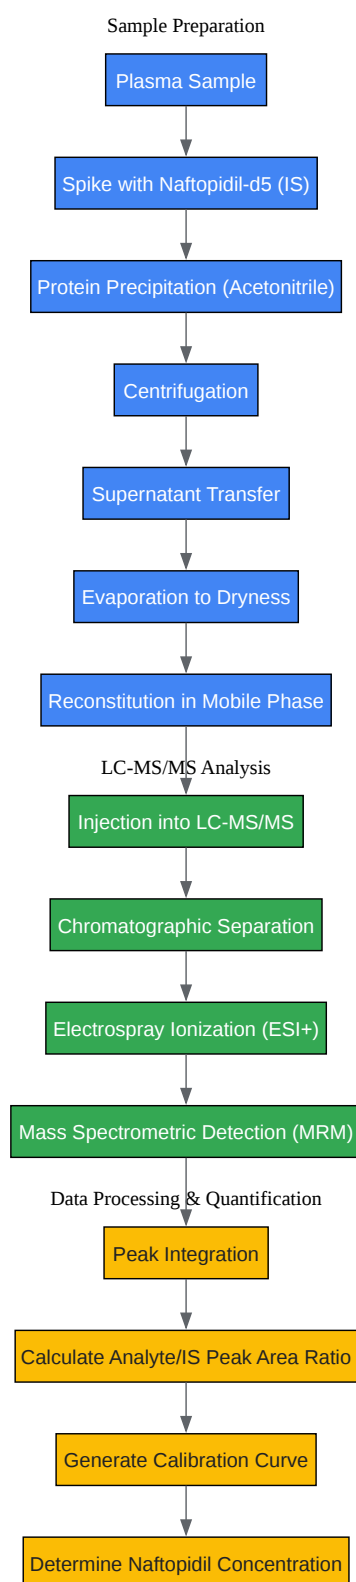 Sample Preparation
Plasma Sample
Spike with Naftopidil-d5 (IS)
Protein Precipitation (Acetonitrile)
Centrifugation
Supernatant Transfer
Evaporation to Dryness
Reconstitution in Mobile Phase
LC-MS/MS Analysis
Injection into LC-MS/MS
Chromatographic Separation
Electrospray Ionization (ESI+)
Mass Spectrometric Detection (MRM)
Data Processing & Quantification
Peak Integration
Calculate Analyte/IS Peak Area Ratio
Generate Calibration Curve
Determine Naftopidil Concentration